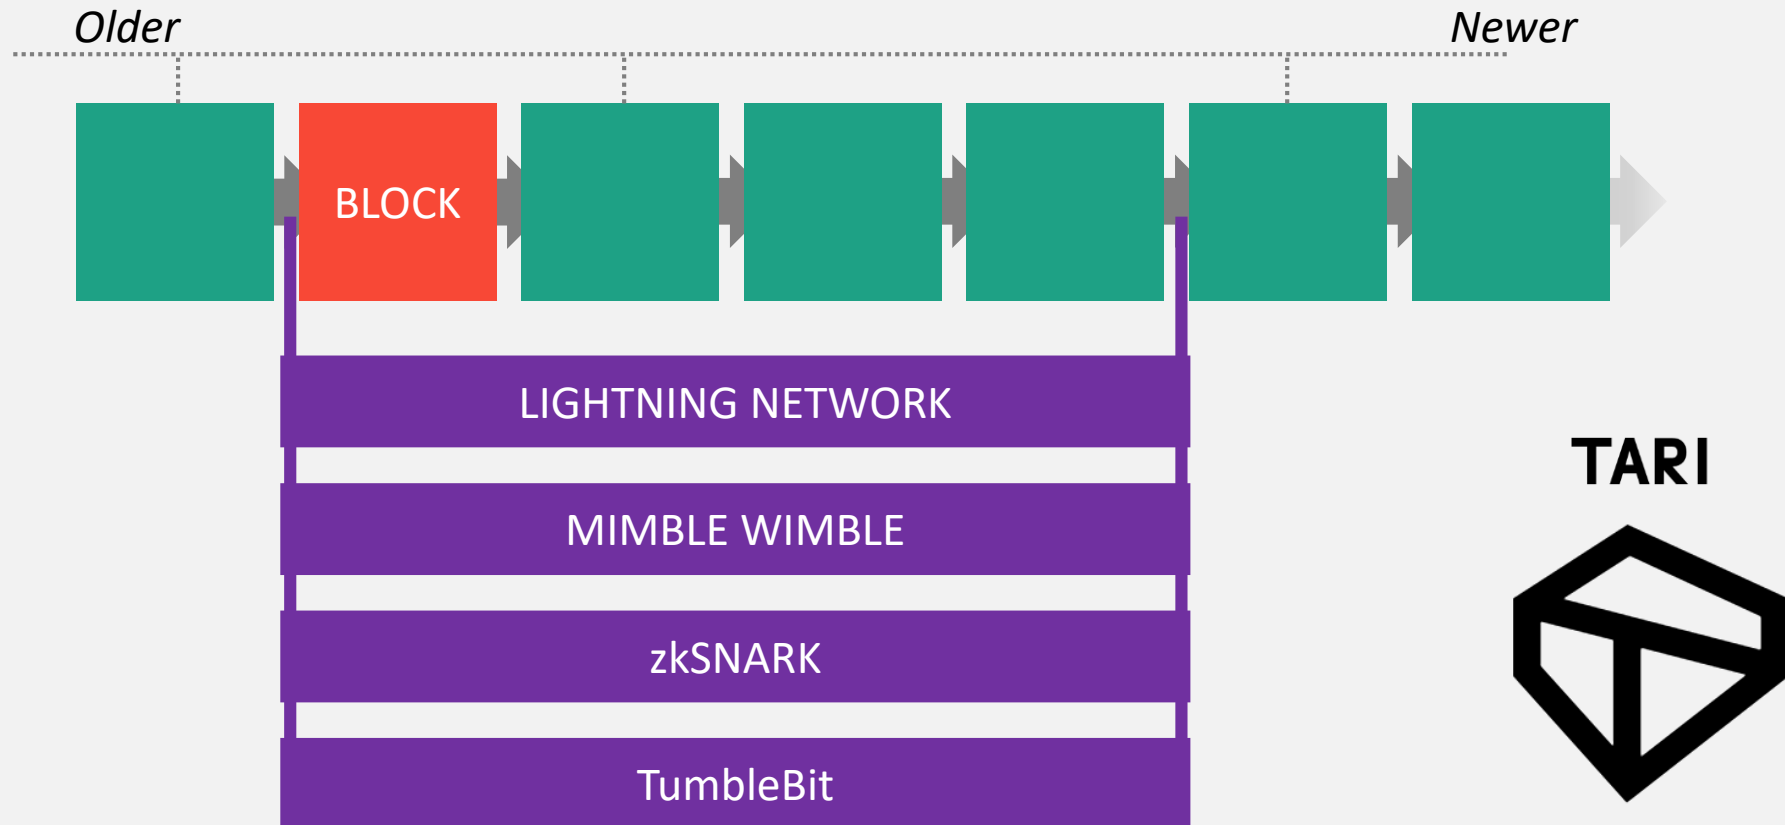 Older
Newer
BLOCK
LIGHTNING NETWORK
MIMBLE WIMBLE
zkSNARK
TumbleBit
TARI